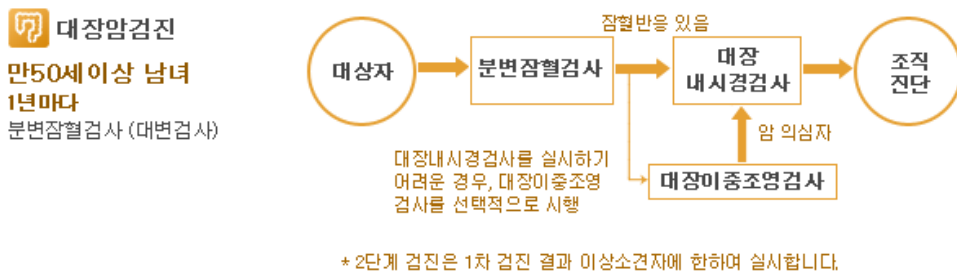 대장암검진
만50세이상 남녀
1년마다
분변잠혈검사 (대변검사)
잠혈반응 있음
대상자
분변잠혈검사
대장
내시경검사
조직
진단
암 의심자
대장내시경검사를 실시하기
어려운 경우, 대장이중조영
검사를 선택적으로 시행
대장이중조영검사
* 2단계 검진은 1차 검진 결과 이상소견자에 한하여 실시합니다.